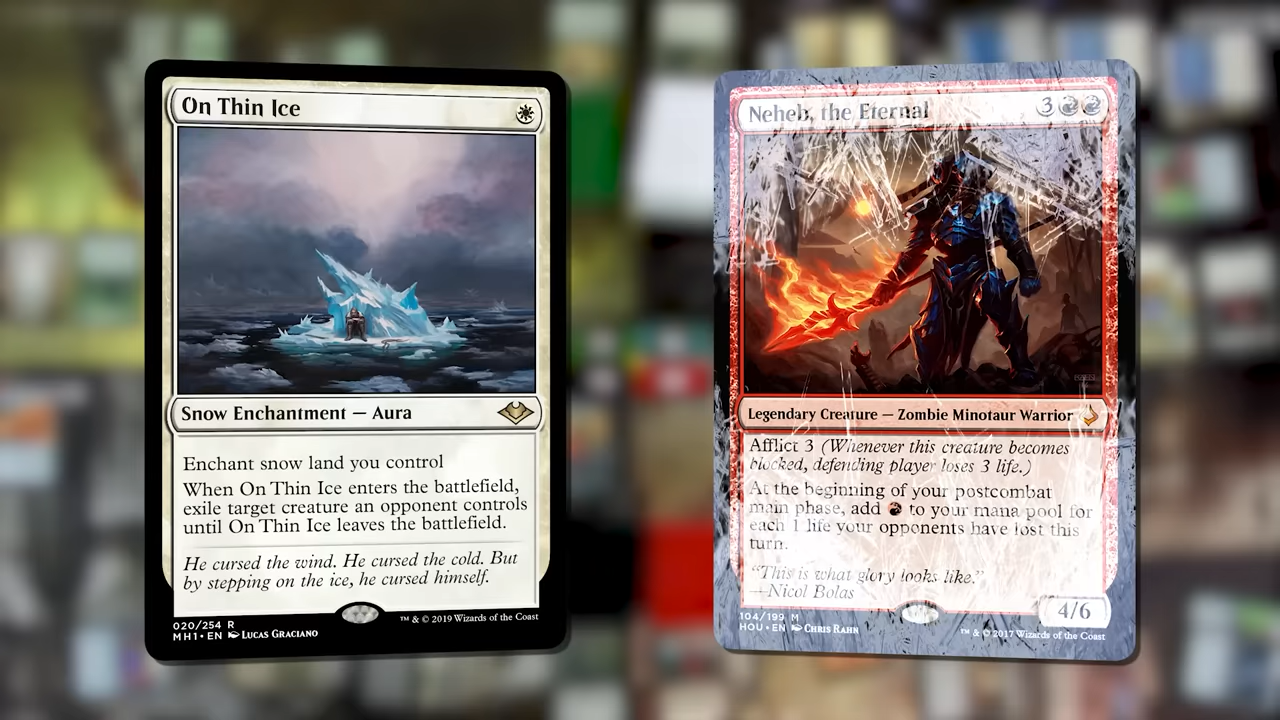 On Thin Ice
Snow Enchantment — Aura
Enchant snow land you control
When On Thin Ice enters the battlefield,
exile target creature an opponent controls
until On Thin Ice leaves the battlefield.
He cursed the wind. He cursed the cold. But
by stepping on the ice, he cursed himself.
020/254 R
MH1 • EN LUCAS GRACIANO
™ & © 2019 Wizards of the Coast
Neheb, the Eternal
3
Legendary Creature — Zombie Minotaur Warrior
Afflict 3 (Whenever this creature becomes
blocked, defending player loses 3 life.)
At the beginning of your postcombat
main phase, add to your mana pool for
each 1 life your opponents have lost this
turn.
"This is what glory looks like."
—Nicol Bolas
4/6
104/199 M
HOU • EN CHRIS RAHN
™ & © 2017 Wizards of the Coast